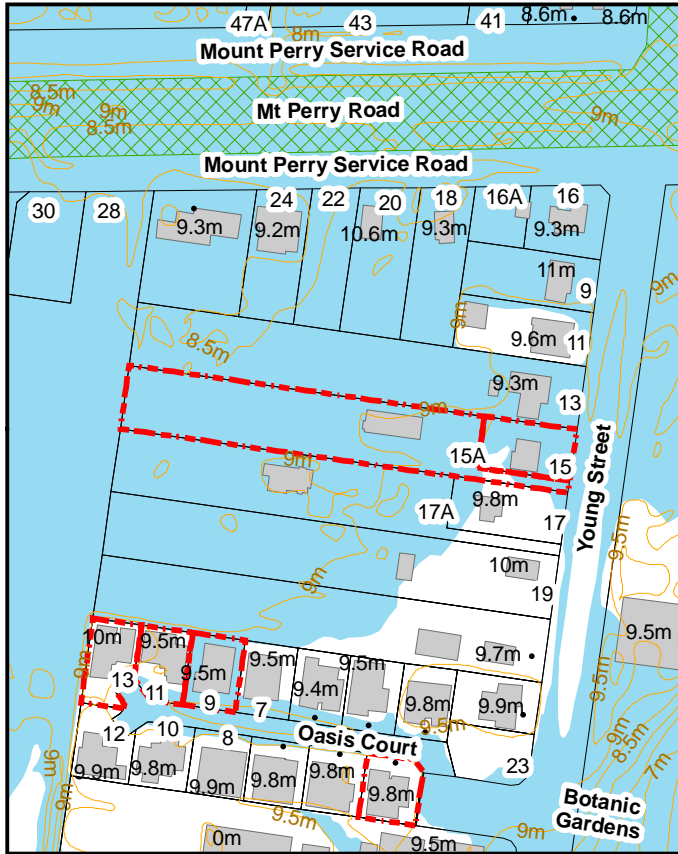 47A 43 41 8.6m 8.6m
8m
Mount Perry Service Road
8.5m
9m 9m
8.5m
Mt Perry Road
9m
Mount Perry Service Road
30 28 24 22 20 18 16A 16
9.3m 9.2m 10.6m 9.3m 9.3m
11m
9
9m
9m
9.6m 11
8.5m
9.3m
13
9m
15A 15
9m
9.8m
17A 17
Young Street
9.5m
10m
19
9m
9.5m
10m 9.5m 9.5m 9.5m 9.4m 9.5m 9.7m
9m
13 11 9 7
9.8m 9.9m
9.5m
9.5m
12 10 8
Oasis Court
23
9m
8.5m
7m
9m
9m
9.9m 9.8m 9.9m 9.8m 9.8m 9.8m
Botanic
Gardens
9.5m
9m
0m 9.5m